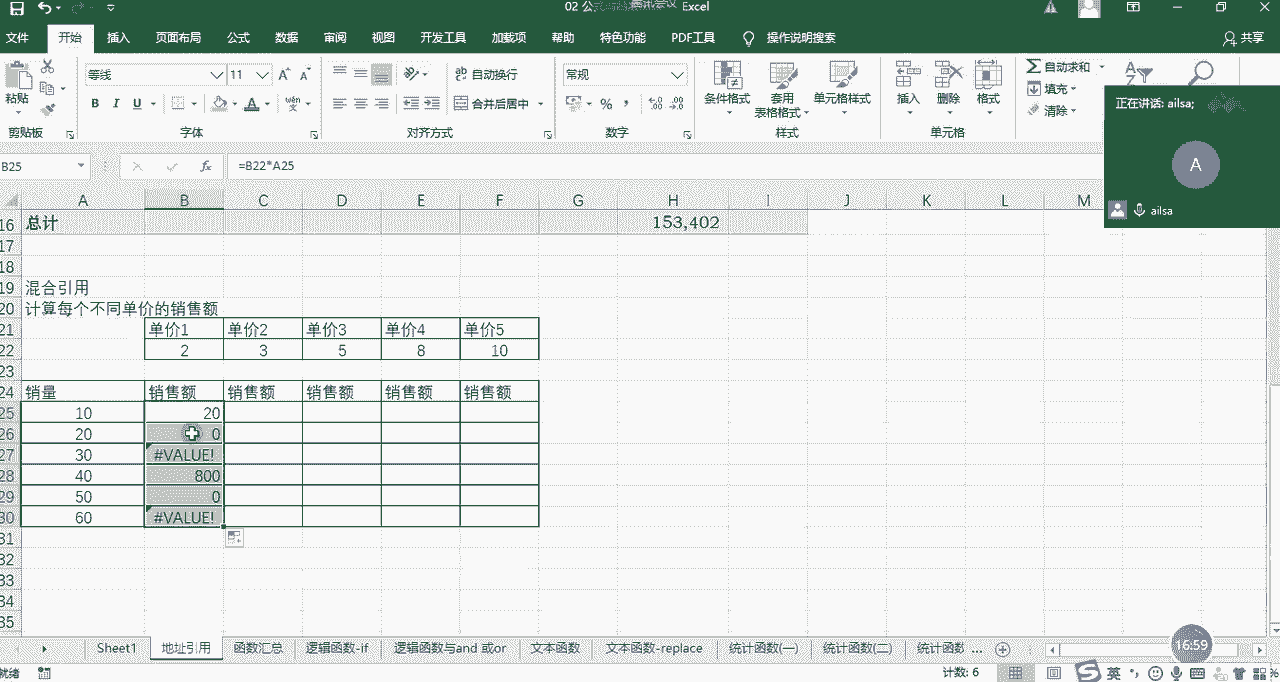 02 公 Excel
文件 开始 插入 页面布局 公式 数据 审阅 视图 开发工具 加载项 帮助 特色功能 PDF工具 操作说明搜索 共享
等线 11 自动换行 常规 自动求和
粘贴 B I U 合并后居中 % 条件格式 套用 表格格式 单元格样式 插入 删除 格式 填充 清除
剪贴板 字体 对齐方式 数字 样式 单元格
正在讲话: ailsa;
A
ailsa
B25 fx =B22*A25
A B C D E F G H I J K L M
16 总计 153,402
17
18
19 混合引用
20 计算每个不同单价的销售额
21 单价1 单价2 单价3 单价4 单价5
22 2 3 5 8 10
23
24 销量 销售额 销售额 销售额 销售额 销售额
25 10 20
26 20 0
27 30 #VALUE!
28 40 800
29 50 0
30 60 #VALUE!
31
32
33
34
35
Sheet1 地址引用 函数汇总 逻辑函数-if 逻辑函数与and 或or 文本函数 文本函数-replace 统计函数(一) 统计函数(二) 统计函数 ...
16:59
就绪 计数: 6 英 %